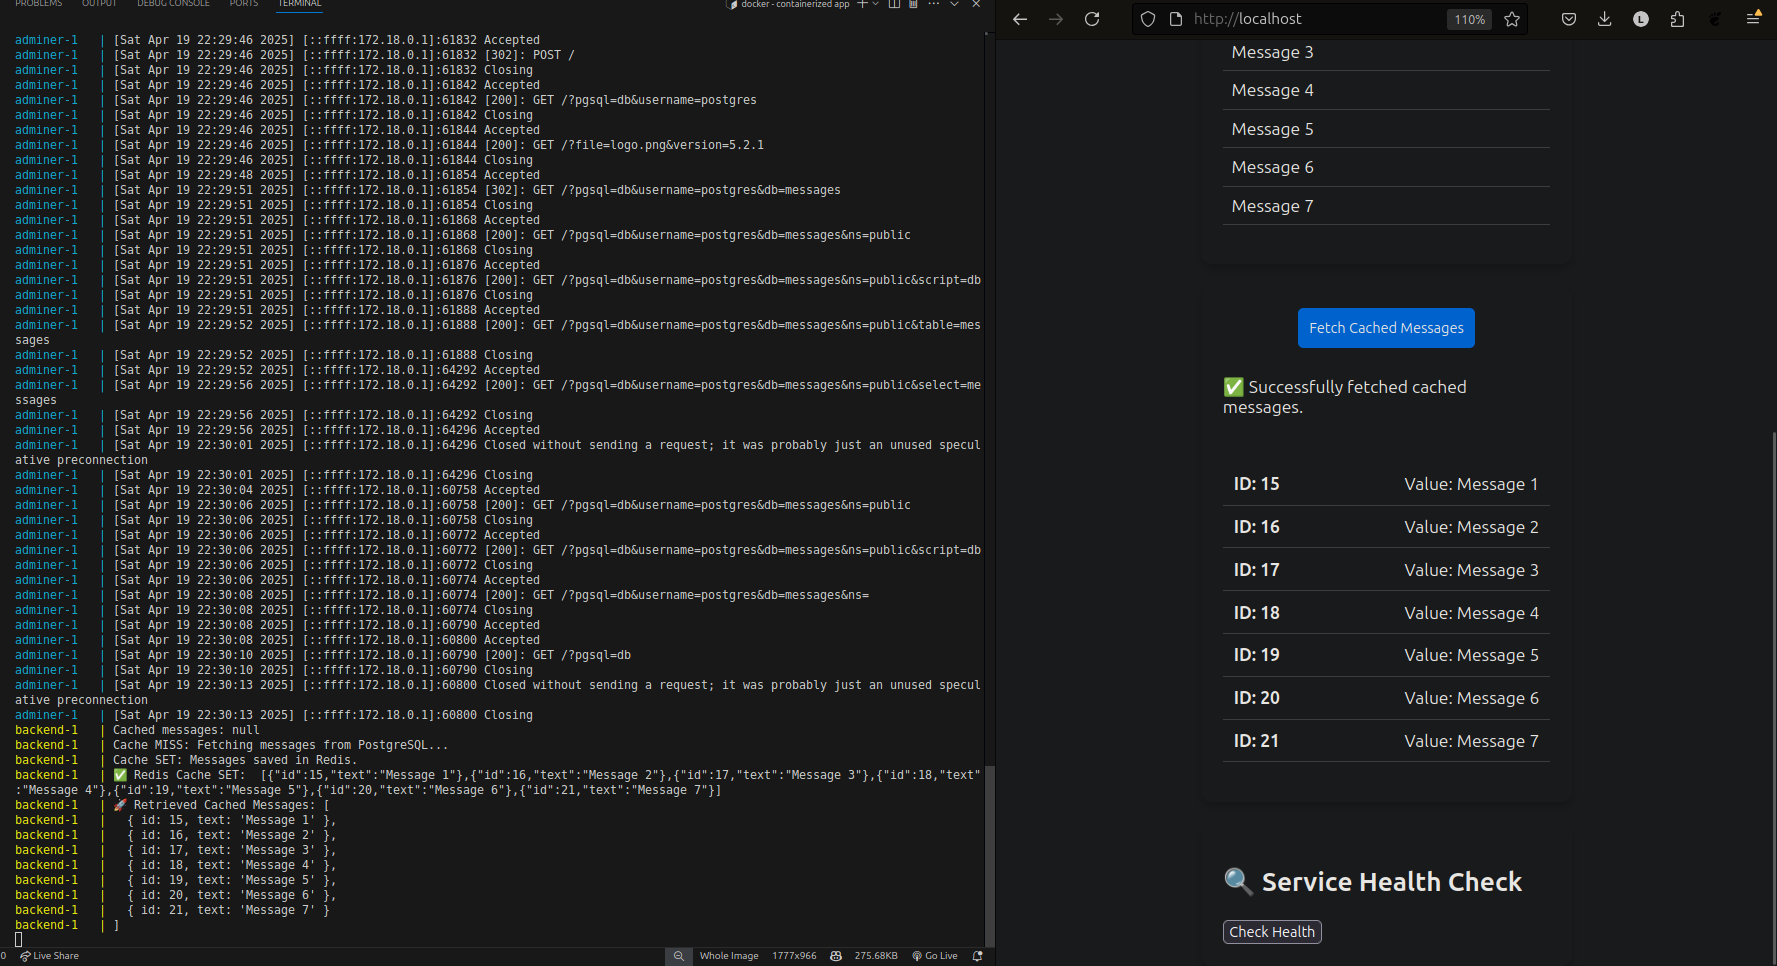 PROBLEMS OUTPUT DEBUG CONSOLE PORTS TERMINAL
docker - containerized app
adminer-1 | [Sat Apr 19 22:29:46 2025] [::ffff:172.18.0.1]:61832 Accepted
adminer-1 | [Sat Apr 19 22:29:46 2025] [::ffff:172.18.0.1]:61832 [302]: POST /
adminer-1 | [Sat Apr 19 22:29:46 2025] [::ffff:172.18.0.1]:61832 Closing
adminer-1 | [Sat Apr 19 22:29:46 2025] [::ffff:172.18.0.1]:61842 Accepted
adminer-1 | [Sat Apr 19 22:29:46 2025] [::ffff:172.18.0.1]:61842 [200]: GET /?pgsql=db&username=postgres
adminer-1 | [Sat Apr 19 22:29:46 2025] [::ffff:172.18.0.1]:61842 Closing
adminer-1 | [Sat Apr 19 22:29:46 2025] [::ffff:172.18.0.1]:61844 Accepted
adminer-1 | [Sat Apr 19 22:29:46 2025] [::ffff:172.18.0.1]:61844 [200]: GET /?file=logo.png&version=5.2.1
adminer-1 | [Sat Apr 19 22:29:46 2025] [::ffff:172.18.0.1]:61844 Closing
adminer-1 | [Sat Apr 19 22:29:48 2025] [::ffff:172.18.0.1]:61854 Accepted
adminer-1 | [Sat Apr 19 22:29:51 2025] [::ffff:172.18.0.1]:61854 [302]: GET /?pgsql=db&username=postgres&db=messages
adminer-1 | [Sat Apr 19 22:29:51 2025] [::ffff:172.18.0.1]:61854 Closing
adminer-1 | [Sat Apr 19 22:29:51 2025] [::ffff:172.18.0.1]:61868 Accepted
adminer-1 | [Sat Apr 19 22:29:51 2025] [::ffff:172.18.0.1]:61868 [200]: GET /?pgsql=db&username=postgres&db=messages&ns=public
adminer-1 | [Sat Apr 19 22:29:51 2025] [::ffff:172.18.0.1]:61868 Closing
adminer-1 | [Sat Apr 19 22:29:51 2025] [::ffff:172.18.0.1]:61876 Accepted
adminer-1 | [Sat Apr 19 22:29:51 2025] [::ffff:172.18.0.1]:61876 [200]: GET /?pgsql=db&username=postgres&db=messages&ns=public&script=db
adminer-1 | [Sat Apr 19 22:29:51 2025] [::ffff:172.18.0.1]:61876 Closing
adminer-1 | [Sat Apr 19 22:29:51 2025] [::ffff:172.18.0.1]:61888 Accepted
adminer-1 | [Sat Apr 19 22:29:52 2025] [::ffff:172.18.0.1]:61888 [200]: GET /?pgsql=db&username=postgres&db=messages&ns=public&table=mes
sages
adminer-1 | [Sat Apr 19 22:29:52 2025] [::ffff:172.18.0.1]:61888 Closing
adminer-1 | [Sat Apr 19 22:29:52 2025] [::ffff:172.18.0.1]:64292 Accepted
adminer-1 | [Sat Apr 19 22:29:56 2025] [::ffff:172.18.0.1]:64292 [200]: GET /?pgsql=db&username=postgres&db=messages&ns=public&select=me
ssages
adminer-1 | [Sat Apr 19 22:29:56 2025] [::ffff:172.18.0.1]:64292 Closing
adminer-1 | [Sat Apr 19 22:29:56 2025] [::ffff:172.18.0.1]:64296 Accepted
adminer-1 | [Sat Apr 19 22:30:01 2025] [::ffff:172.18.0.1]:64296 Closed without sending a request; it was probably just an unused specul
ative preconnection
adminer-1 | [Sat Apr 19 22:30:01 2025] [::ffff:172.18.0.1]:64296 Closing
adminer-1 | [Sat Apr 19 22:30:04 2025] [::ffff:172.18.0.1]:60758 Accepted
adminer-1 | [Sat Apr 19 22:30:06 2025] [::ffff:172.18.0.1]:60758 [200]: GET /?pgsql=db&username=postgres&db=messages&ns=public
adminer-1 | [Sat Apr 19 22:30:06 2025] [::ffff:172.18.0.1]:60758 Closing
adminer-1 | [Sat Apr 19 22:30:06 2025] [::ffff:172.18.0.1]:60772 Accepted
adminer-1 | [Sat Apr 19 22:30:06 2025] [::ffff:172.18.0.1]:60772 [200]: GET /?pgsql=db&username=postgres&db=messages&ns=public&script=db
adminer-1 | [Sat Apr 19 22:30:06 2025] [::ffff:172.18.0.1]:60772 Closing
adminer-1 | [Sat Apr 19 22:30:06 2025] [::ffff:172.18.0.1]:60774 Accepted
adminer-1 | [Sat Apr 19 22:30:08 2025] [::ffff:172.18.0.1]:60774 [200]: GET /?pgsql=db&username=postgres&db=messages&ns=
adminer-1 | [Sat Apr 19 22:30:08 2025] [::ffff:172.18.0.1]:60774 Closing
adminer-1 | [Sat Apr 19 22:30:08 2025] [::ffff:172.18.0.1]:60790 Accepted
adminer-1 | [Sat Apr 19 22:30:08 2025] [::ffff:172.18.0.1]:60800 Accepted
adminer-1 | [Sat Apr 19 22:30:10 2025] [::ffff:172.18.0.1]:60790 [200]: GET /?pgsql=db
adminer-1 | [Sat Apr 19 22:30:10 2025] [::ffff:172.18.0.1]:60790 Closing
adminer-1 | [Sat Apr 19 22:30:13 2025] [::ffff:172.18.0.1]:60800 Closed without sending a request; it was probably just an unused specul
ative preconnection
adminer-1 | [Sat Apr 19 22:30:13 2025] [::ffff:172.18.0.1]:60800 Closing
backend-1 | Cached messages: null
backend-1 | Cache MISS: Fetching messages from PostgreSQL...
backend-1 | Cache SET: Messages saved in Redis.
backend-1 | ✅ Redis Cache SET: [{"id":15,"text":"Message 1"},{"id":16,"text":"Message 2"},{"id":17,"text":"Message 3"},{"id":18,"text"
:"Message 4"},{"id":19,"text":"Message 5"},{"id":20,"text":"Message 6"},{"id":21,"text":"Message 7"}]
backend-1 | 🚀 Retrieved Cached Messages: [
backend-1 | { id: 15, text: 'Message 1' },
backend-1 | { id: 16, text: 'Message 2' },
backend-1 | { id: 17, text: 'Message 3' },
backend-1 | { id: 18, text: 'Message 4' },
backend-1 | { id: 19, text: 'Message 5' },
backend-1 | { id: 20, text: 'Message 6' },
backend-1 | { id: 21, text: 'Message 7' }
backend-1 | ]
0 Live Share Whole Image 1777x966 275.68KB Go Live
http://localhost 110% L
Message 3
Message 4
Message 5
Message 6
Message 7
Fetch Cached Messages
✅ Successfully fetched cached
messages.
ID: 15 Value: Message 1
ID: 16 Value: Message 2
ID: 17 Value: Message 3
ID: 18 Value: Message 4
ID: 19 Value: Message 5
ID: 20 Value: Message 6
ID: 21 Value: Message 7
🔍 Service Health Check
Check Health